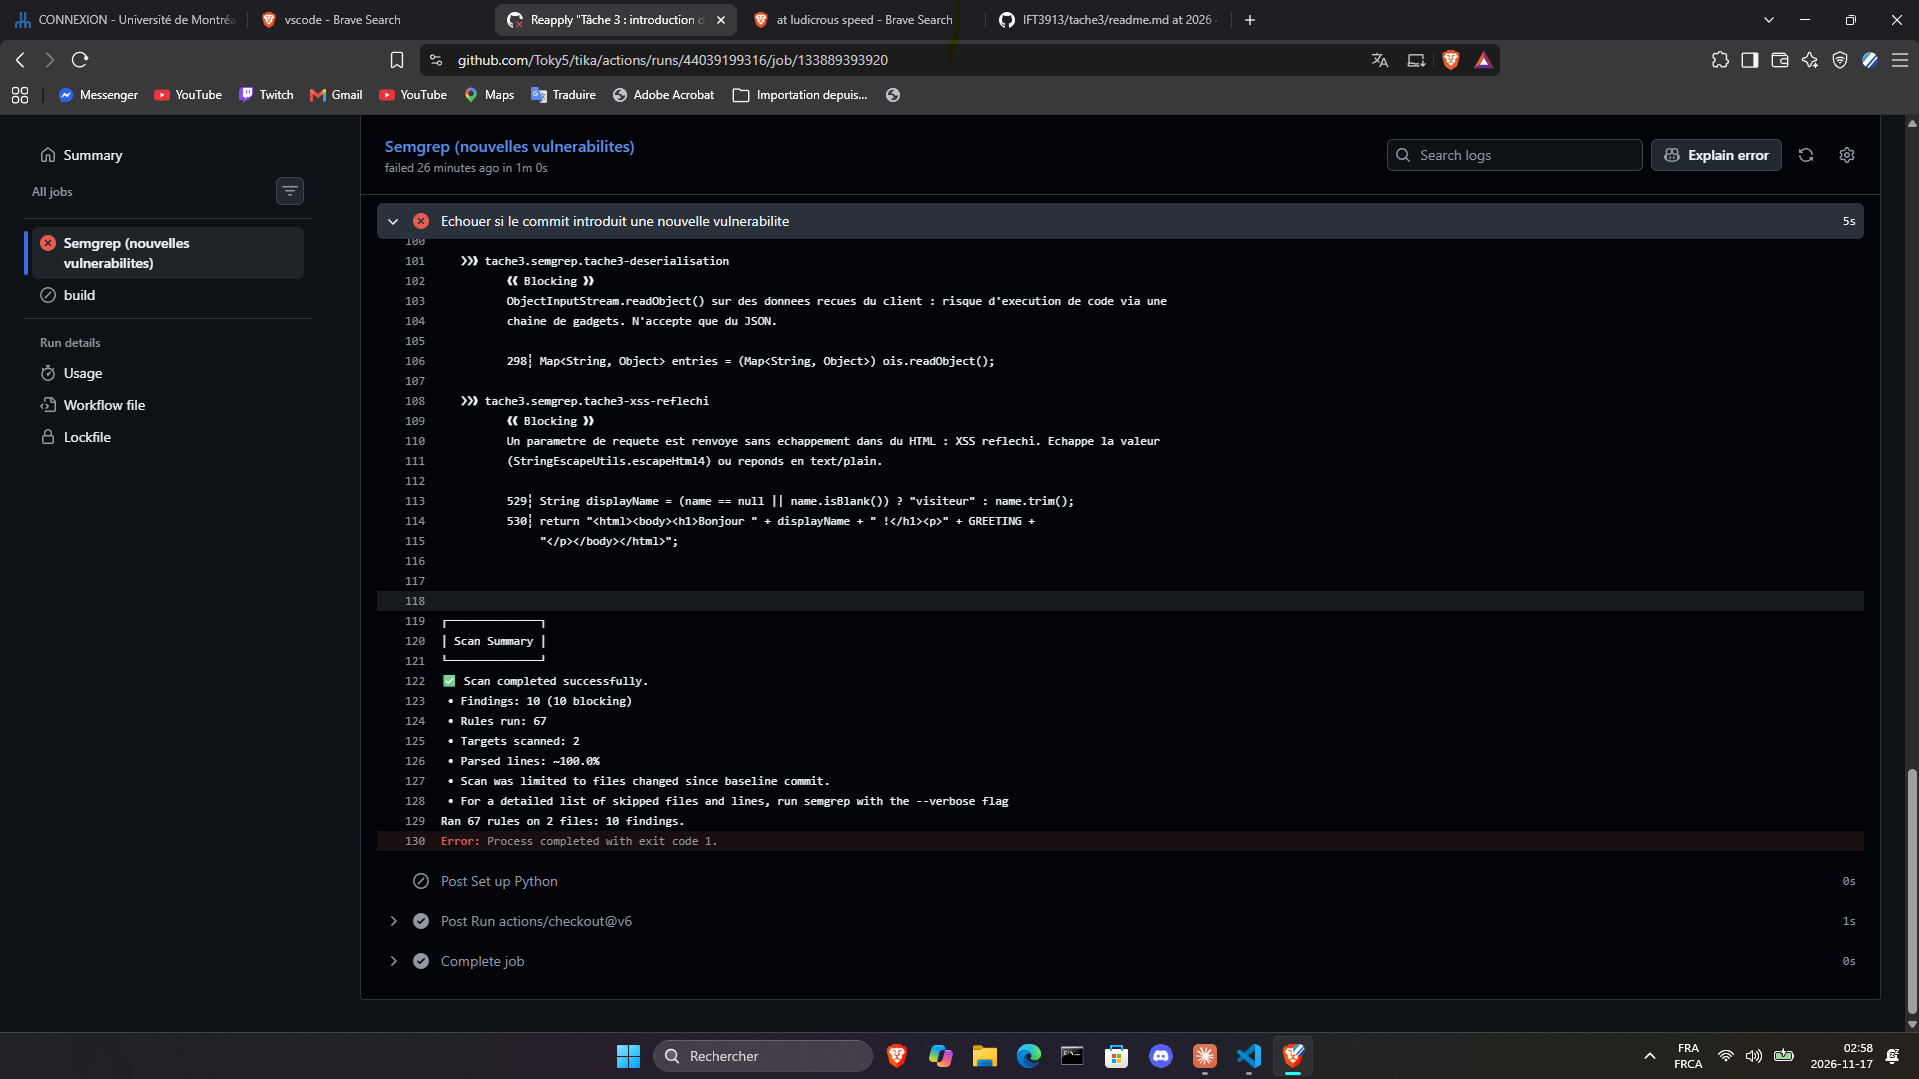 CONNEXION - Université de Montréa
vscode - Brave Search
Reapply "Tâche 3 : introduction d
at ludicrous speed - Brave Search
IFT3913/tache3/readme.md at 2026
github.com/Toky5/tika/actions/runs/44039199316/job/133889393920
Messenger
YouTube
Twitch
Gmail
YouTube
Maps
Traduire
Adobe Acrobat
Importation depuis...
Summary
All jobs
Semgrep (nouvelles
vulnerabilites)
build
Run details
Usage
Workflow file
Lockfile
Semgrep (nouvelles vulnerabilites)
failed 26 minutes ago in 1m 0s
Search logs
Explain error
Echouer si le commit introduit une nouvelle vulnerabilite 5s
100
101 ❯❯❱ tache3.semgrep.tache3-deserialisation
102 ❰❰ Blocking ❱❱
103 ObjectInputStream.readObject() sur des donnees recues du client : risque d'execution de code via une
104 chaine de gadgets. N'accepte que du JSON.
105
106 298┆ Map<String, Object> entries = (Map<String, Object>) ois.readObject();
107
108 ❯❯❱ tache3.semgrep.tache3-xss-reflechi
109 ❰❰ Blocking ❱❱
110 Un parametre de requete est renvoye sans echappement dans du HTML : XSS reflechi. Echappe la valeur
111 (StringEscapeUtils.escapeHtml4) ou reponds en text/plain.
112
113 529┆ String displayName = (name == null || name.isBlank()) ? "visiteur" : name.trim();
114 530┆ return "<html><body><h1>Bonjour " + displayName + " !</h1><p>" + GREETING +
115 "</p></body></html>";
116
117
118
119
120 Scan Summary
121
122 ✅ Scan completed successfully.
123 • Findings: 10 (10 blocking)
124 • Rules run: 67
125 • Targets scanned: 2
126 • Parsed lines: ~100.0%
127 • Scan was limited to files changed since baseline commit.
128 • For a detailed list of skipped files and lines, run semgrep with the --verbose flag
129 Ran 67 rules on 2 files: 10 findings.
130 Error: Process completed with exit code 1.
Post Set up Python 0s
Post Run actions/checkout@v6 1s
Complete job 0s
Rechercher
FRA
FRCA
02:58
2026-11-17